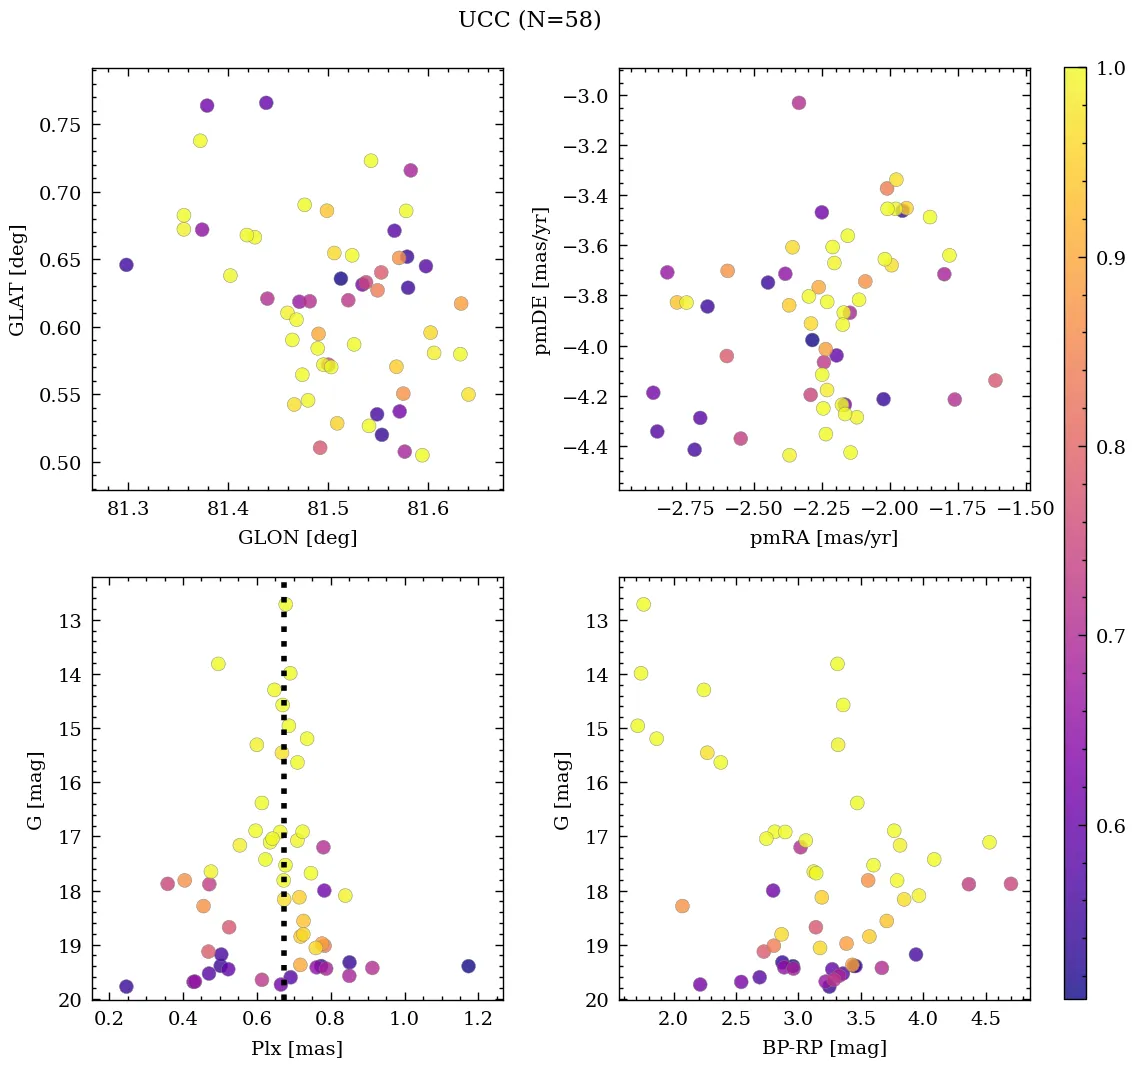 UCC (N=58)
0.75
0.70
0.65
0.60
0.55
0.50
GLAT [deg]
81.3 81.4 81.5 81.6
GLON [deg]
−3.0
−3.2
−3.4
−3.6
−3.8
−4.0
−4.2
−4.4
pmDE [mas/yr]
−2.75 −2.50 −2.25 −2.00 −1.75 −1.50
pmRA [mas/yr]
13
14
15
16
17
18
19
20
G [mag]
0.2 0.4 0.6 0.8 1.0 1.2
Plx [mas]
13
14
15
16
17
18
19
20
G [mag]
2.0 2.5 3.0 3.5 4.0 4.5
BP-RP [mag]
1.0
0.9
0.8
0.7
0.6